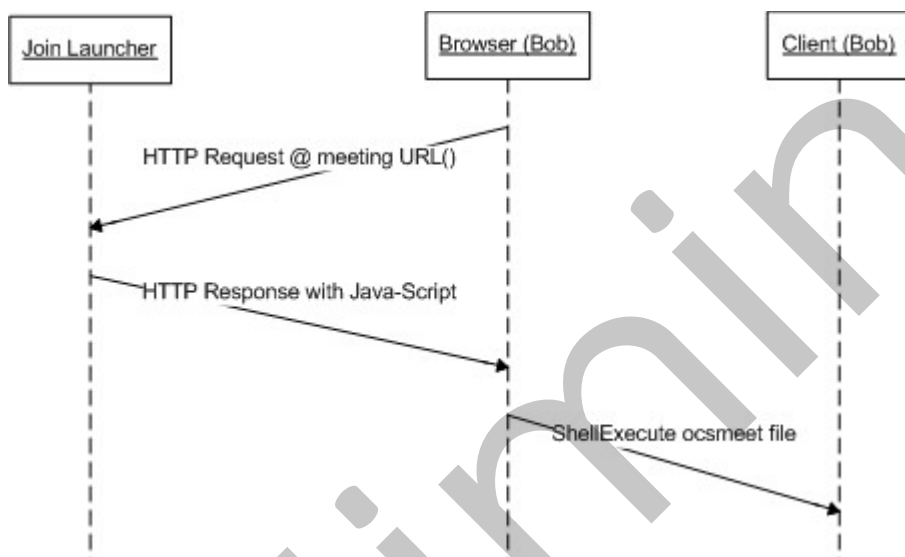 Join Launcher
Browser (Bob)
Client (Bob)
HTTP Request @ meeting URL()
HTTP Response with Java-Script
ShellExecute ocsmeet file